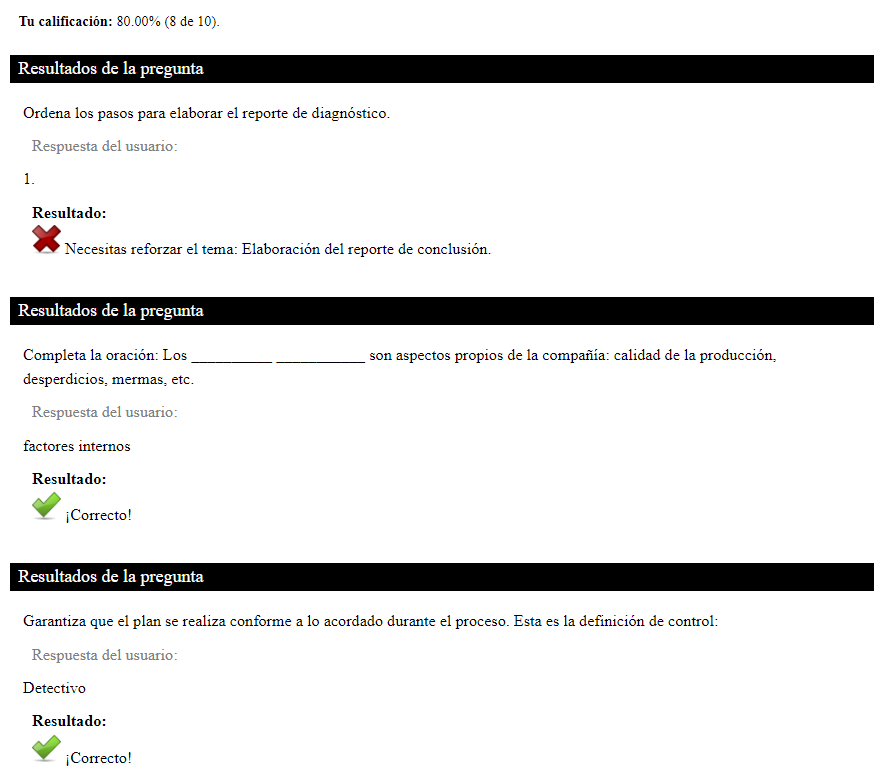 Tu calificación: 80.00% (8 de 10).
Resultados de la pregunta
Ordena los pasos para elaborar el reporte de diagnóstico.
Respuesta del usuario:
1.
Resultado:
Necesitas reforzar el tema: Elaboración del reporte de conclusión.
Resultados de la pregunta
Completa la oración: Los __________ ___________ son aspectos propios de la compañía: calidad de la producción,
desperdicios, mermas, etc.
Respuesta del usuario:
factores internos
Resultado:
¡Correcto!
Resultados de la pregunta
Garantiza que el plan se realiza conforme a lo acordado durante el proceso. Esta es la definición de control:
Respuesta del usuario:
Detectivo
Resultado:
¡Correcto!